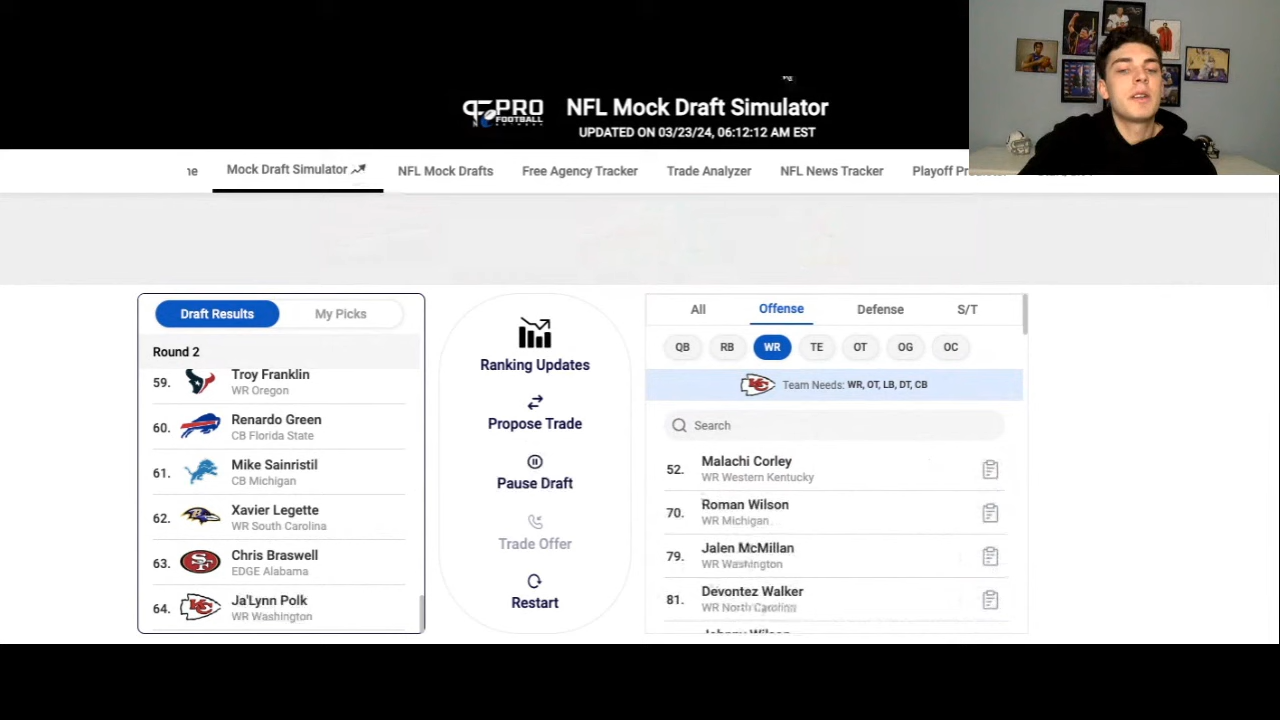 PRO
FOOTBALL
NETWORK
NFL Mock Draft Simulator
UPDATED ON 03/23/24, 06:12:12 AM EST
ne
Mock Draft Simulator
NFL Mock Drafts
Free Agency Tracker
Trade Analyzer
NFL News Tracker
Playoff
Draft Results
My Picks
Round 2
59.
Troy Franklin
WR Oregon
60.
Renardo Green
CB Florida State
61.
Mike Sainristil
CB Michigan
62.
Xavier Legette
WR South Carolina
63.
Chris Braswell
EDGE Alabama
64.
Ja'Lynn Polk
WR Washington
Ranking Updates
Propose Trade
Pause Draft
Trade Offer
Restart
All
Offense
Defense
S/T
QB
RB
WR
TE
OT
OG
OC
KC
Team Needs: WR, OT, LB, DT, CB
Search
52.
Malachi Corley
WR Western Kentucky
70.
Roman Wilson
WR Michigan
79.
Jalen McMillan
WR Washington
81.
Devontez Walker
WR North Carolina
Johnny Wilson